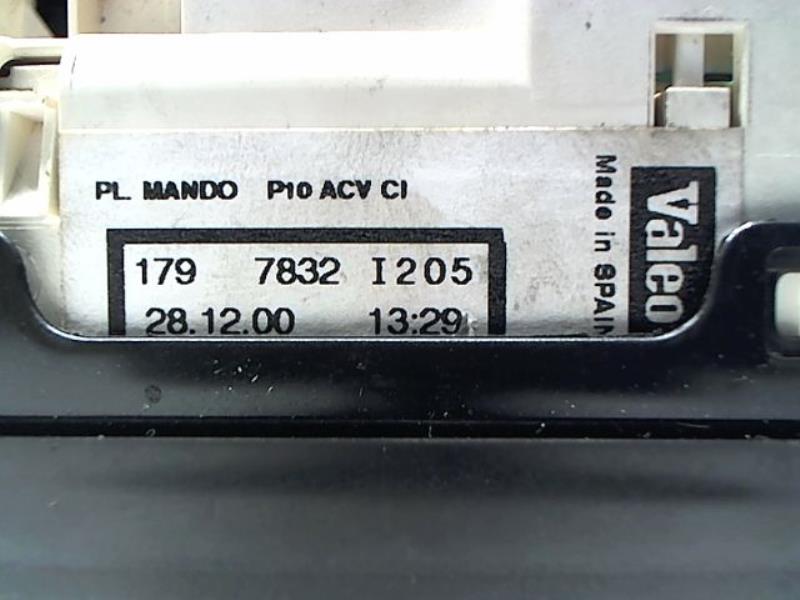 PL. MANDO P10 ACV CI
179 7832 I205
28.12.00 13:29
Made in SPAIN
Valeo